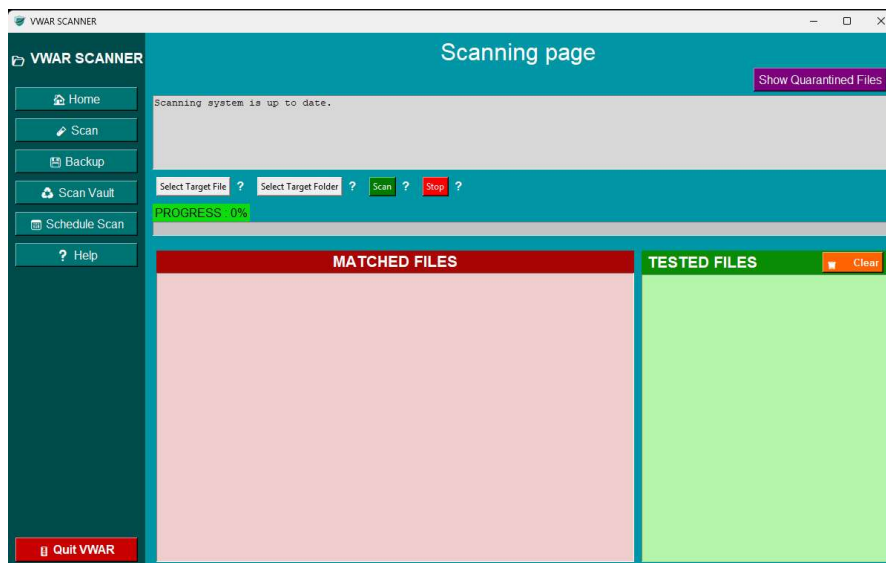 VWAR SCANNER
VWAR SCANNER
Home
Scan
Backup
Scan Vault
Schedule Scan
? Help
Quit VWAR
Scanning page
Show Quarantined Files
Scanning system is up to date.
Select Target File ? Select Target Folder ? Scan ? Stop ?
PROGRESS : 0%
MATCHED FILES
TESTED FILES
Clear